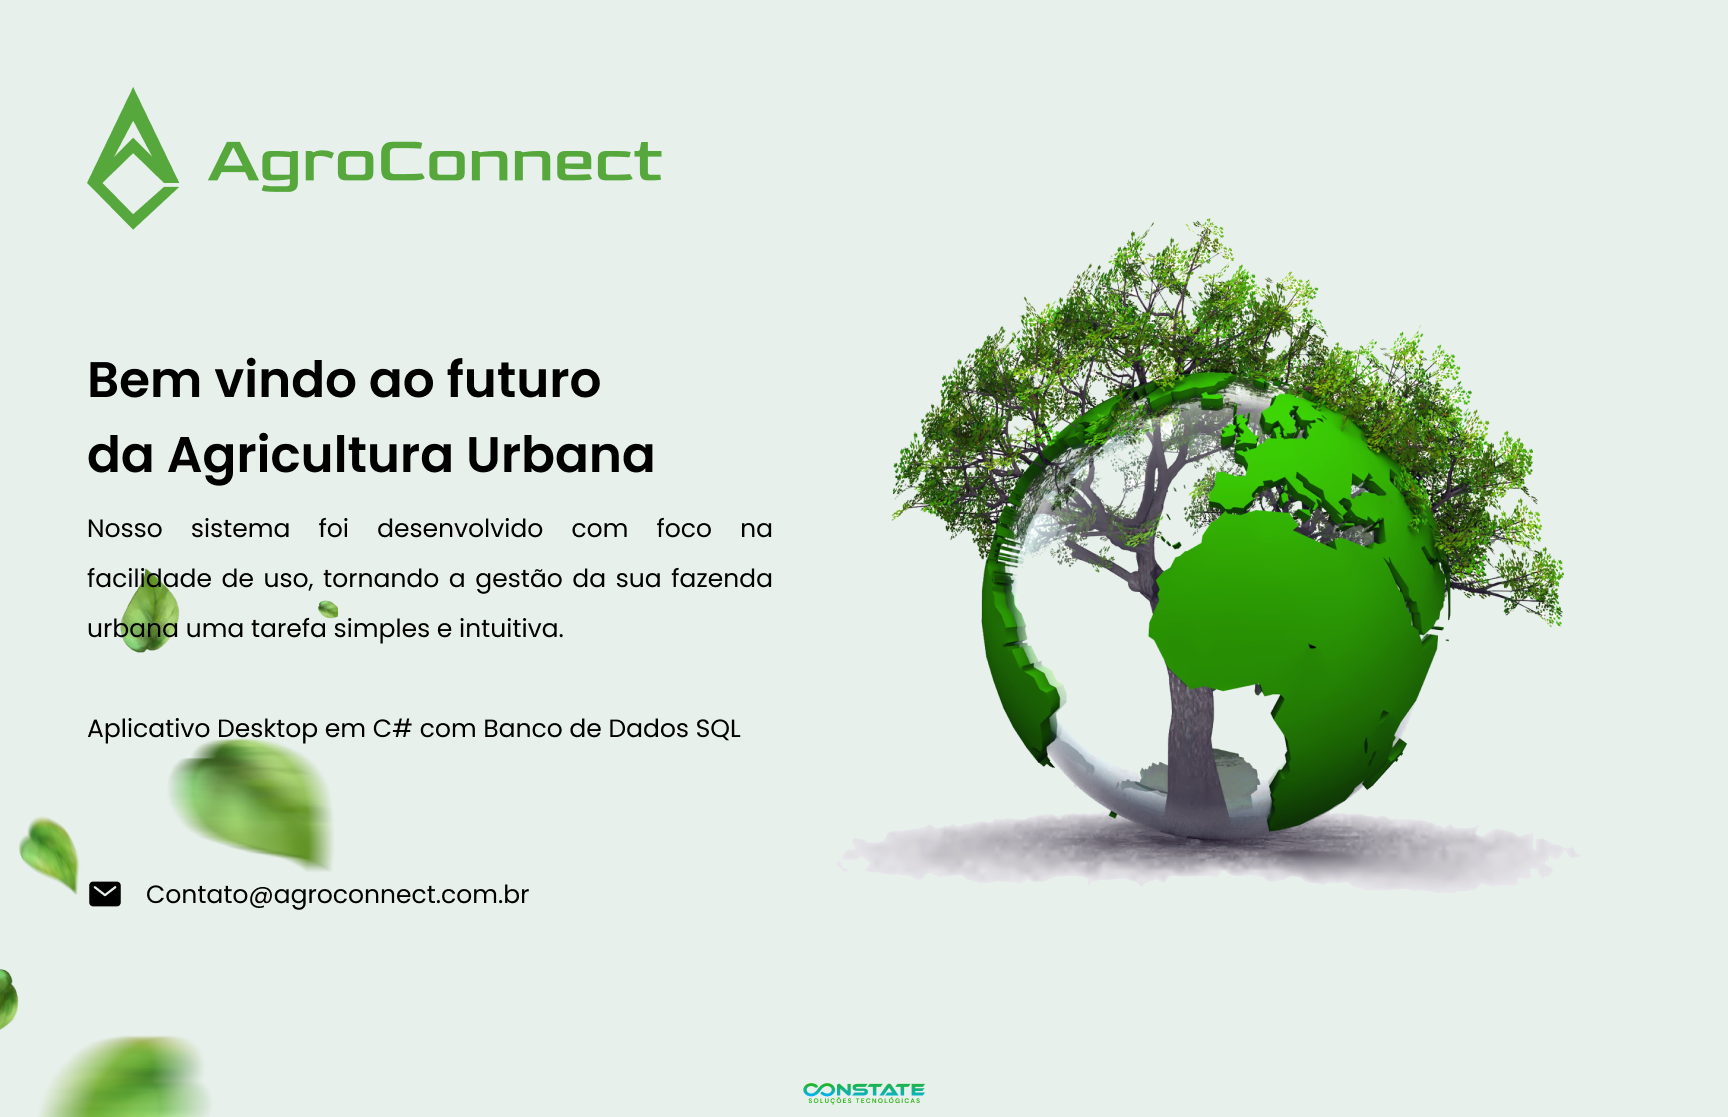 AgroConnect
Bem vindo ao futuro
da Agricultura Urbana
Nosso sistema foi desenvolvido com foco na
facilidade de uso, tornando a gestão da sua fazenda
urbana uma tarefa simples e intuitiva.
Aplicativo Desktop em C# com Banco de Dados SQL
Contato@agroconnect.com.br
CONSTATE
SOLUÇÕES TECNOLÓGICAS